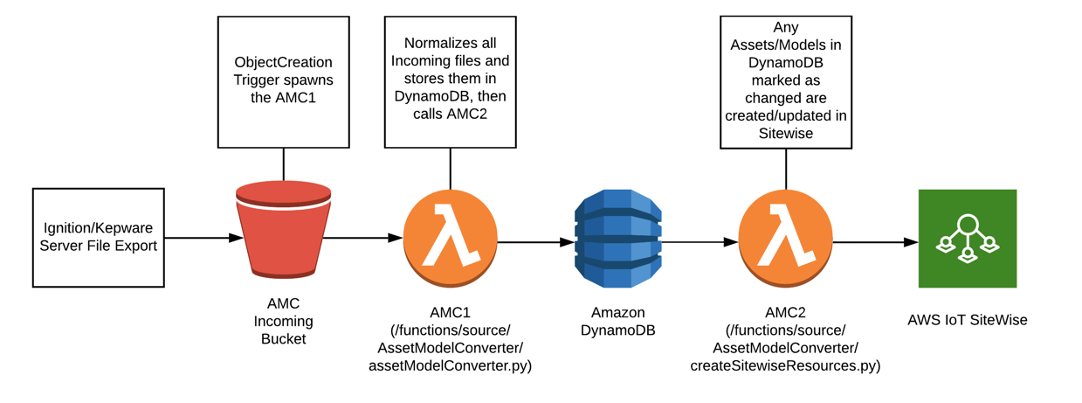 ObjectCreation
Trigger spawns
the AMC1
Normalizes all
Incoming files and
stores them in
DynamoDB, then
calls AMC2
Any
Assets/Models in
DynamoDB
marked as
changed are
created/updated in
Sitewise
Ignition/Kepware
Server File Export
AMC
Incoming
Bucket
AMC1
(/functions/source/
AssetModelConverter/
assetModelConverter.py)
Amazon
DynamoDB
AMC2
(/functions/source/
AssetModelConverter/
createSitewiseResources.py)
AWS IoT SiteWise